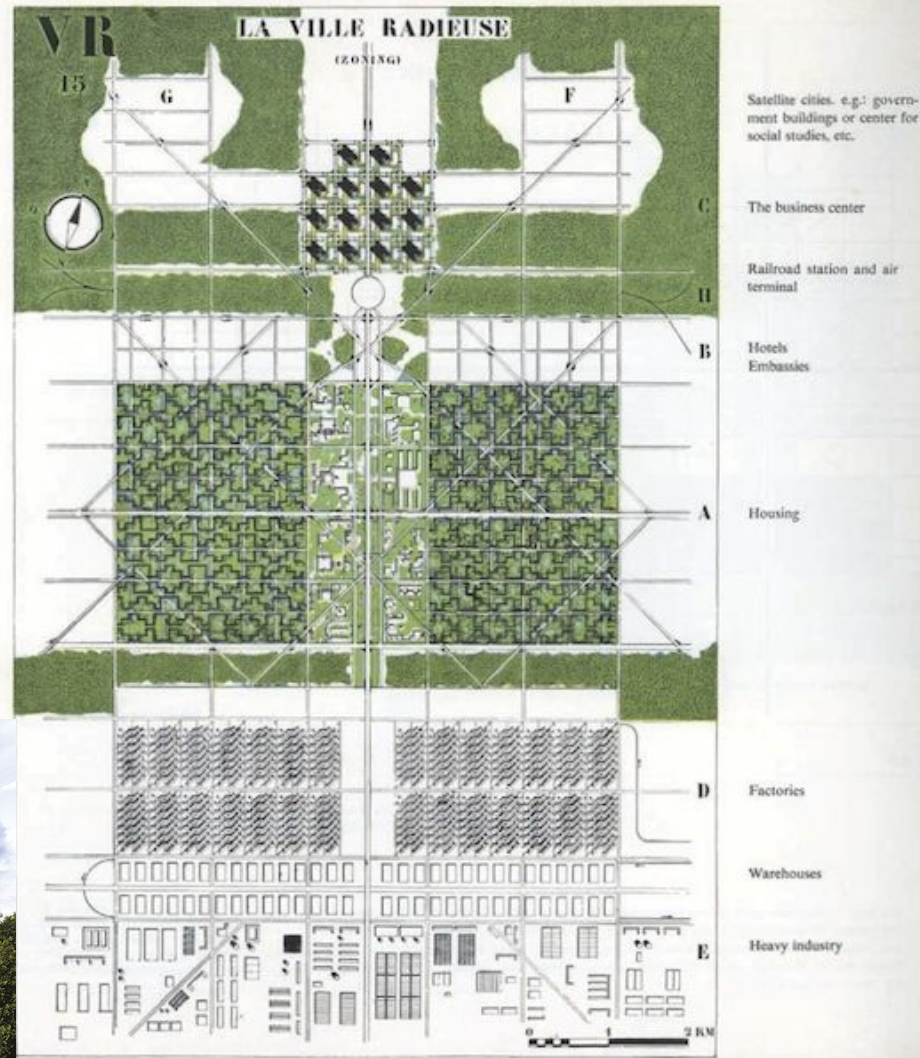 VR
15
LA VILLE RADIEUSE
(ZONING)
G
F
Satellite cities. e.g.: govern-
ment buildings or center for
social studies, etc.
C
The business center
Railroad station and air
terminal
H
B
Hotels
Embassies
A
Housing
D
Factories
Warehouses
E
Heavy industry
0 1 2 KM